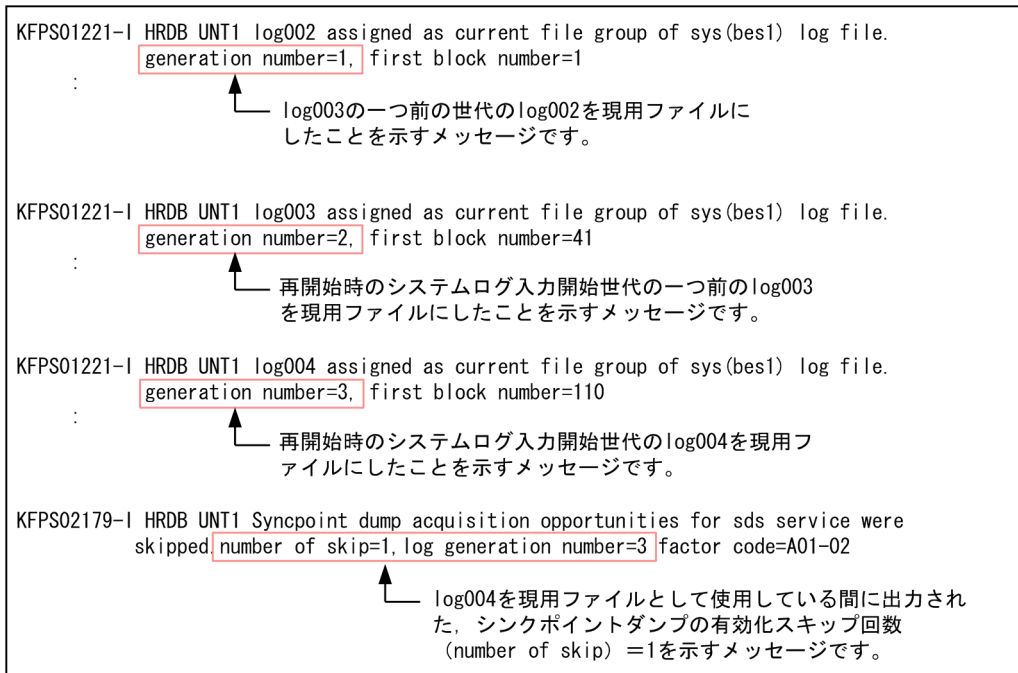 KFPS01221-I HRDB UNT1 log002 assigned as current file group of sys(bes1) log file.
generation number=1, first block number=1
:
log003の一つ前の世代のlog002を現用ファイルに
したことを示すメッセージです。
KFPS01221-I HRDB UNT1 log003 assigned as current file group of sys(bes1) log file.
generation number=2, first block number=41
:
再開始時のシステムログ入力開始世代の一つ前のlog003
を現用ファイルにしたことを示すメッセージです。
KFPS01221-I HRDB UNT1 log004 assigned as current file group of sys(bes1) log file.
generation number=3, first block number=110
:
再開始時のシステムログ入力開始世代のlog004を現用フ
ァイルにしたことを示すメッセージです。
KFPS02179-I HRDB UNT1 Syncpoint dump acquisition opportunities for sds service were
skipped.number of skip=1,log generation number=3 factor code=A01-02
log004を現用ファイルとして使用している間に出力され
た，シンクポイントダンプの有効化スキップ回数
（number of skip）＝1を示すメッセージです。